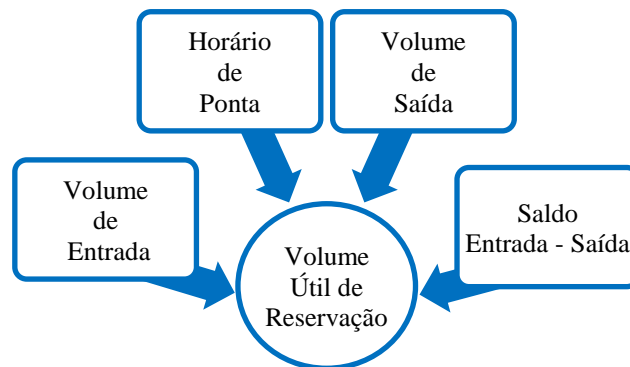 Horário
de
Ponta
Volume
de
Saída
Volume
de
Entrada
Saldo
Entrada - Saída
Volume
Útil de
Reservação